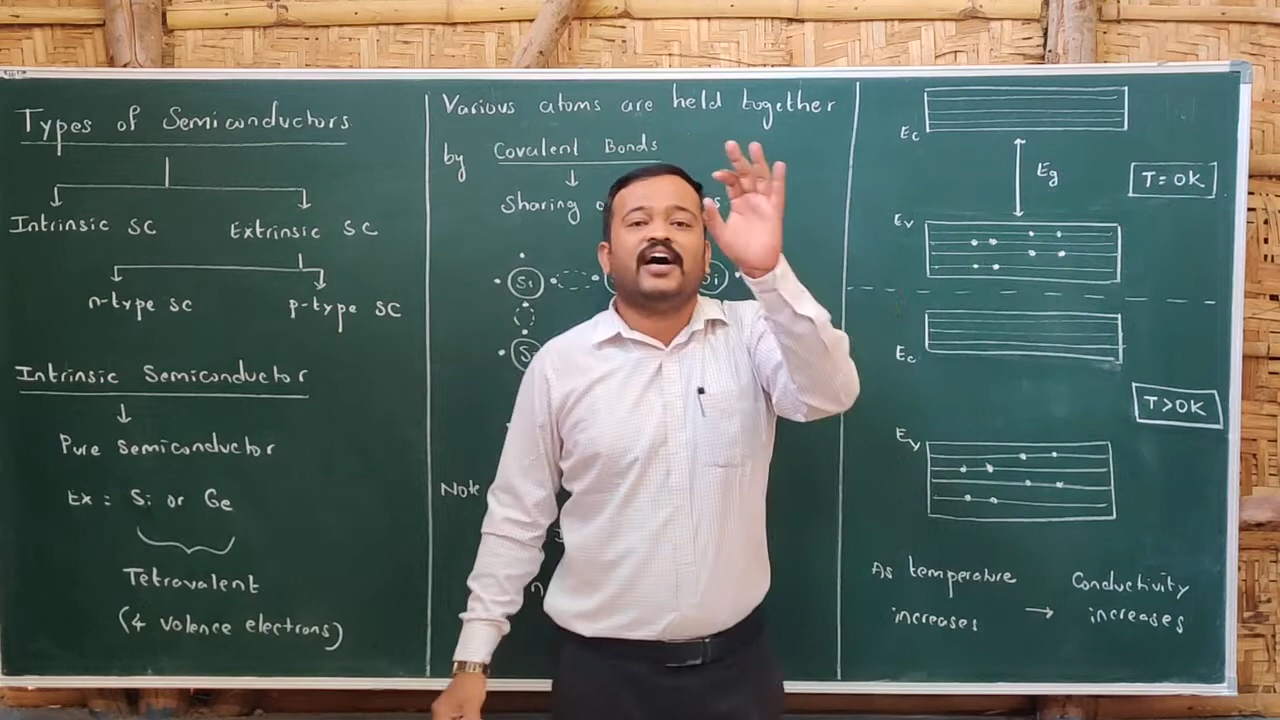 Types of Semiconductors
Intrinsic SC Extrinsic SC
n-type SC p-type SC
Intrinsic Semiconductor
Pure Semiconductor
Ex : Si or Ge
Tetravalent
(4 Valence electrons)
Various atoms are held together
by Covalent Bonds
Sharing
Si Si
Note
n
Ec
Eg
T = 0K
Ev
Ec
T > 0K
Ev
As temperature Conductivity
increases → increases